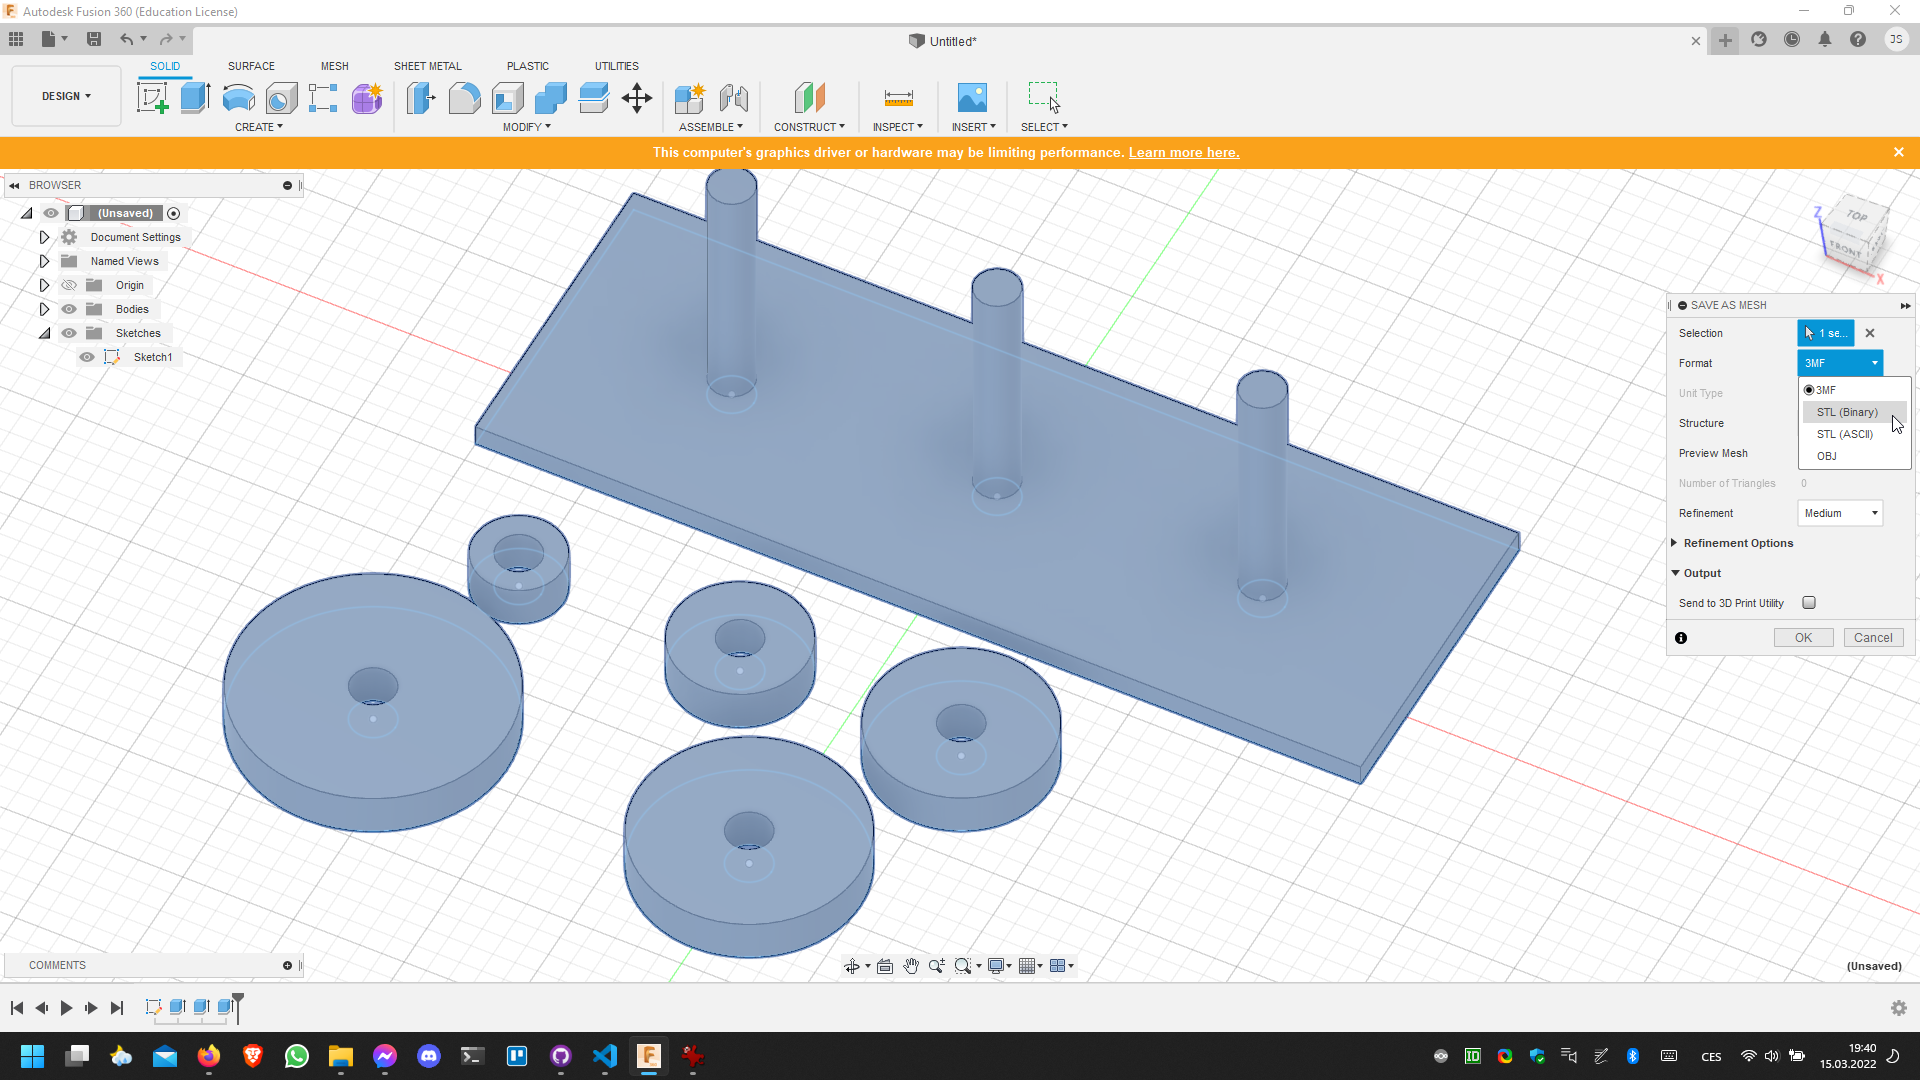 Autodesk Fusion 360 (Education License)
Untitled*
JS
DESIGN
SOLID
SURFACE
MESH
SHEET METAL
PLASTIC
UTILITIES
CREATE
MODIFY
ASSEMBLE
CONSTRUCT
INSPECT
INSERT
SELECT
This computer's graphics driver or hardware may be limiting performance. Learn more here.
BROWSER
(Unsaved)
Document Settings
Named Views
Origin
Bodies
Sketches
Sketch1
Z
TOP
FRONT
X
SAVE AS MESH
Selection
1 se...
Format
3MF
Unit Type
3MF
STL (Binary)
Structure
STL (ASCII)
Preview Mesh
OBJ
Number of Triangles
0
Refinement
Medium
Refinement Options
Output
Send to 3D Print Utility
OK
Cancel
COMMENTS
(Unsaved)
ID
CES
19:40
15.03.2022